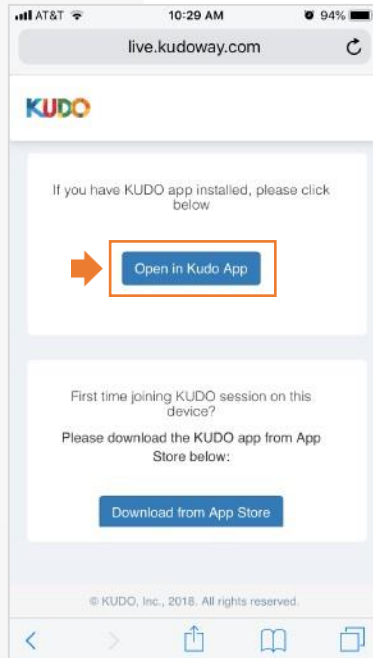 AT&T 10:29 AM 94%
live.kudoway.com
KUDO
If you have KUDO app installed, please click
below
Open in Kudo App
First time joining KUDO session on this
device?
Please download the KUDO app from App
Store below:
Download from App Store
© KUDO, Inc., 2018. All rights reserved.